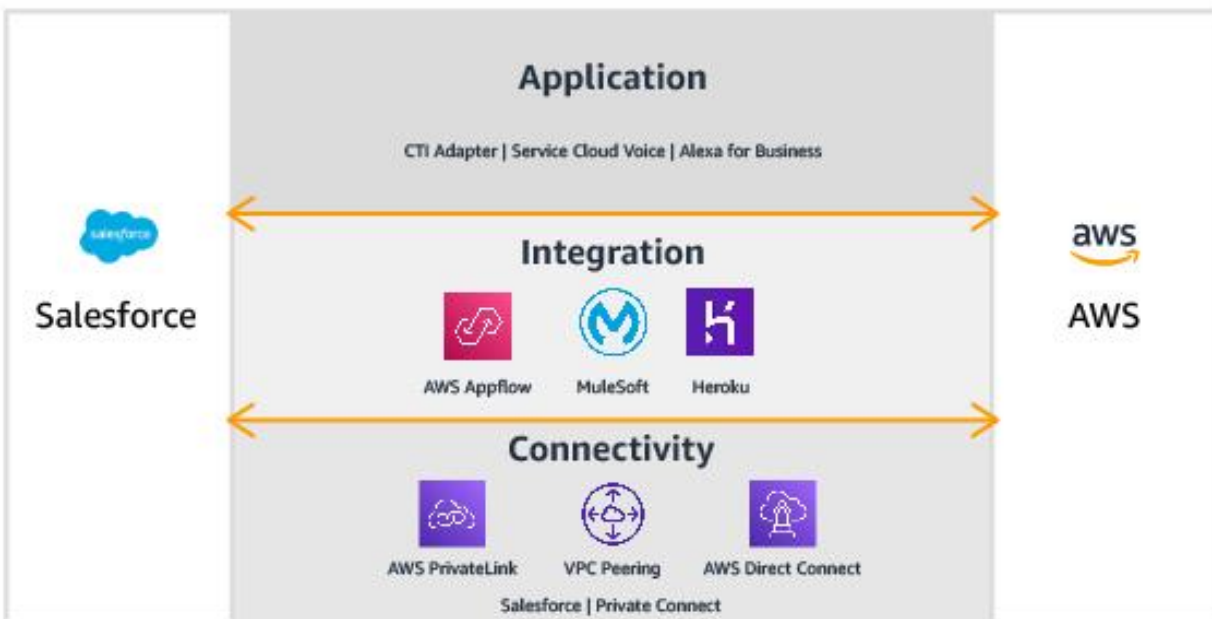 Application
CTI Adapter | Service Cloud Voice | Alexa for Business
salesforce
Salesforce
aws
AWS
Integration
AWS Appflow MuleSoft Heroku
Connectivity
AWS PrivateLink VPC Peering AWS Direct Connect
Salesforce | Private Connect